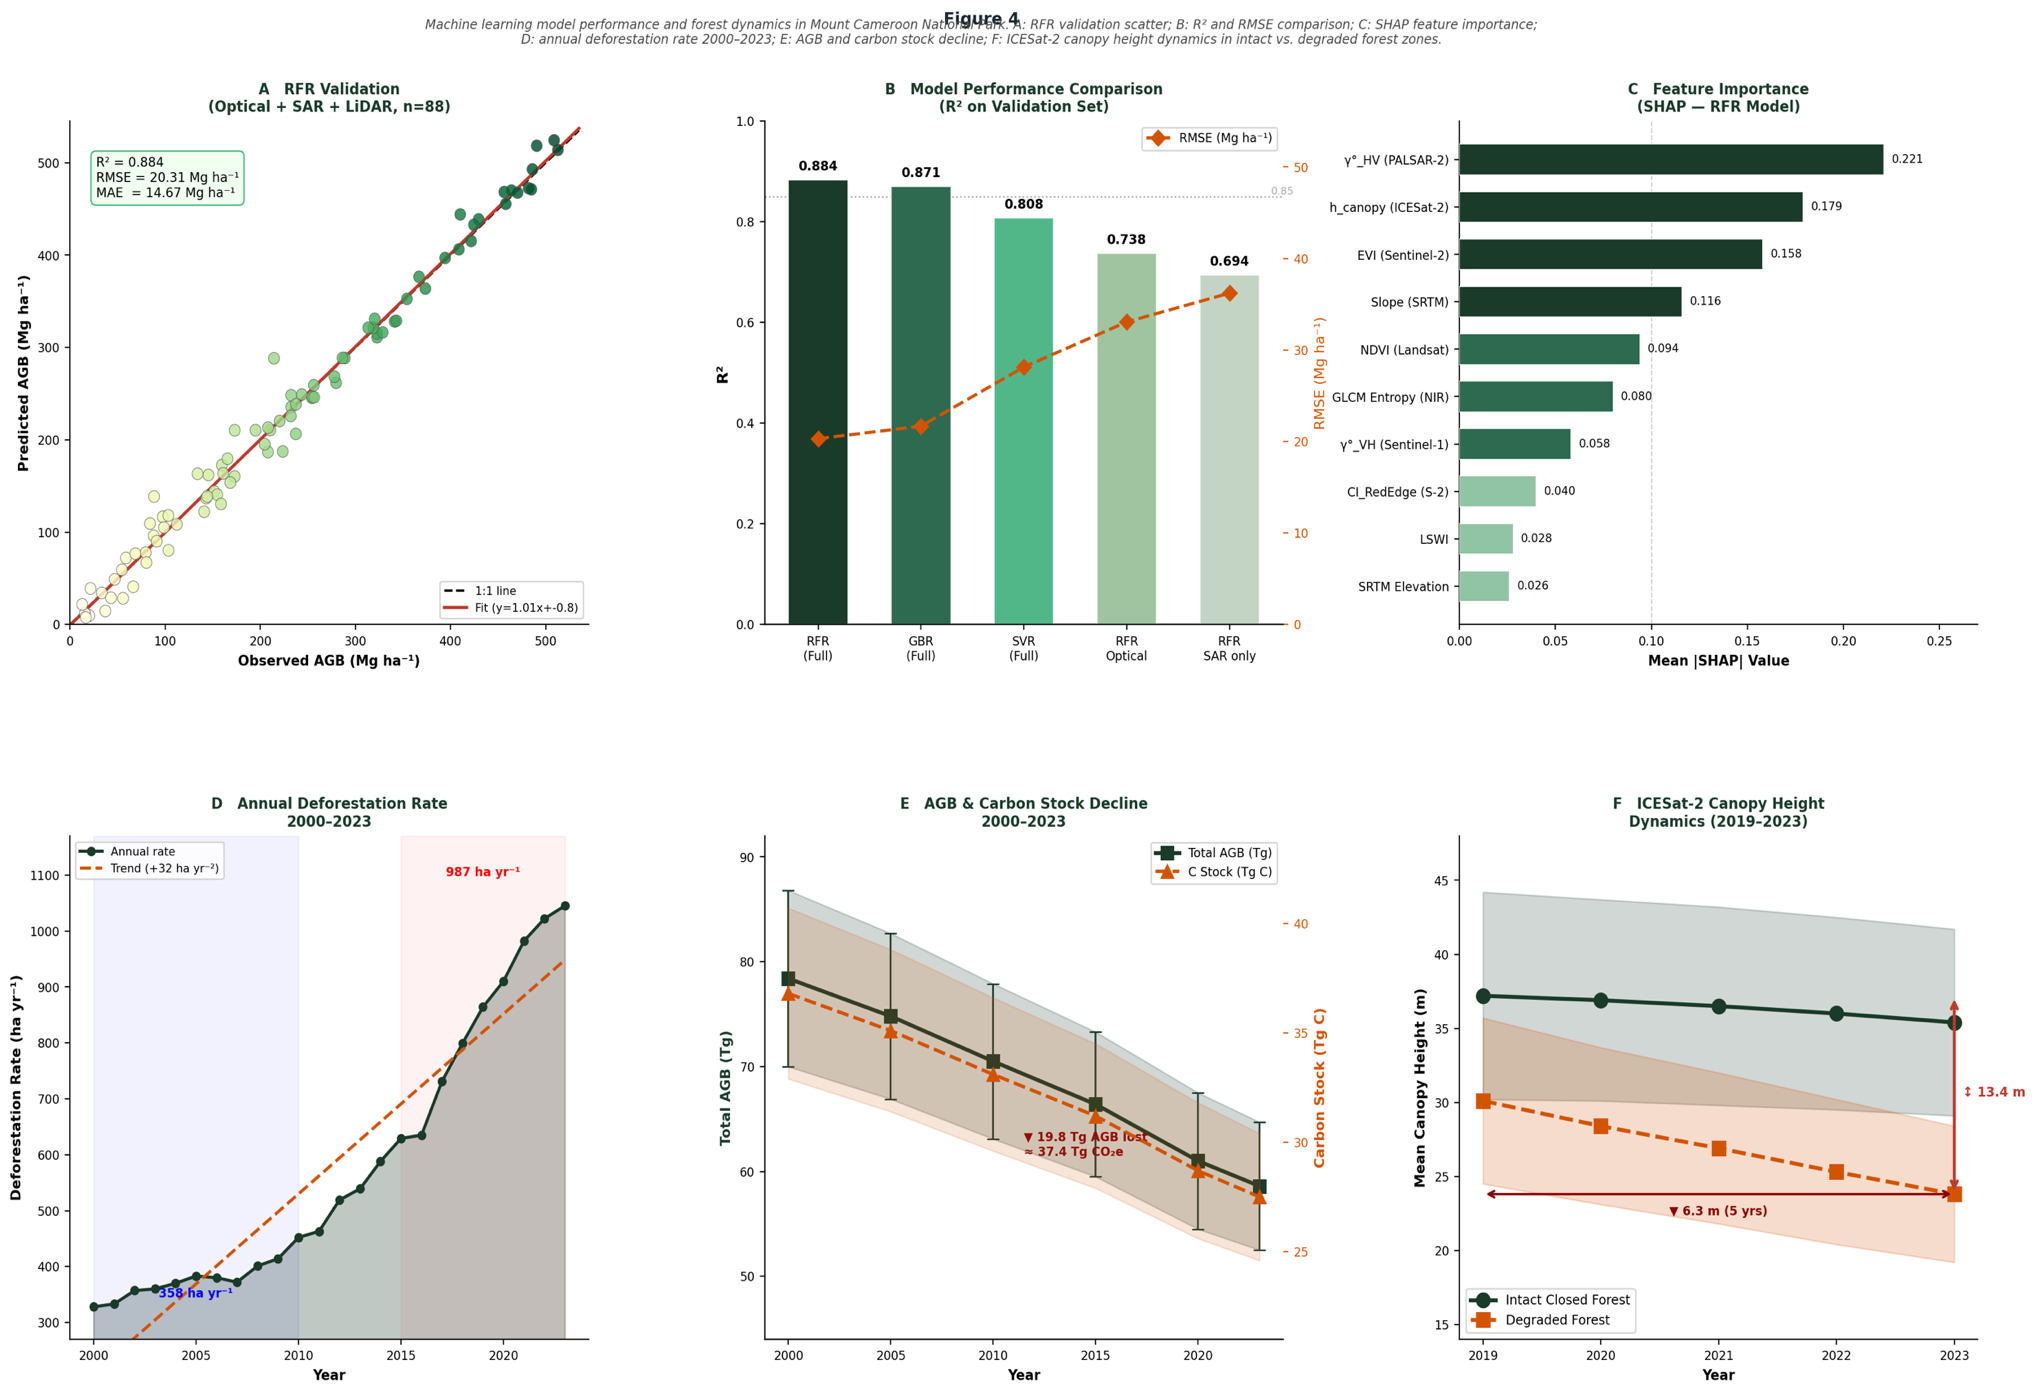 Figure 4
Machine learning model performance and forest dynamics in Mount Cameroon National Park. A: RFR validation scatter; B: R² and RMSE comparison; C: SHAP feature importance;
D: annual deforestation rate 2000–2023; E: AGB and carbon stock decline; F: ICESat-2 canopy height dynamics in intact vs. degraded forest zones.
A RFR Validation
(Optical + SAR + LiDAR, n=88)
R² = 0.884
RMSE = 20.31 Mg ha⁻¹
MAE = 14.67 Mg ha⁻¹
Predicted AGB (Mg ha⁻¹)
500
400
300
200
100
0
1:1 line
Fit (y=1.01x+-0.8)
0 100 200 300 400 500
Observed AGB (Mg ha⁻¹)
B Model Performance Comparison
(R² on Validation Set)
RMSE (Mg ha⁻¹)
R²
1.0
0.8
0.6
0.4
0.2
0.0
0.884
0.871
0.808
0.738
0.694
0.85
50
40
30
20
10
0
RMSE (Mg ha⁻¹)
RFR GBR SVR RFR RFR
(Full) (Full) (Full) Optical SAR only
C Feature Importance
(SHAP — RFR Model)
γ°_HV (PALSAR-2) 0.221
h_canopy (ICESat-2) 0.179
EVI (Sentinel-2) 0.158
Slope (SRTM) 0.116
NDVI (Landsat) 0.094
GLCM Entropy (NIR) 0.080
γ°_VH (Sentinel-1) 0.058
CI_RedEdge (S-2) 0.040
LSWI 0.028
SRTM Elevation 0.026
0.00 0.05 0.10 0.15 0.20 0.25
Mean |SHAP| Value
D Annual Deforestation Rate
2000–2023
Annual rate
Trend (+32 ha yr⁻²)
987 ha yr⁻¹
358 ha yr⁻¹
Deforestation Rate (ha yr⁻¹)
1100
1000
900
800
700
600
500
400
300
2000 2005 2010 2015 2020
Year
E AGB & Carbon Stock Decline
2000–2023
Total AGB (Tg)
C Stock (Tg C)
Total AGB (Tg)
90
80
70
60
50
▼ 19.8 Tg AGB lost
≈ 37.4 Tg CO₂e
40
35
30
25
Carbon Stock (Tg C)
2000 2005 2010 2015 2020
Year
F ICESat-2 Canopy Height
Dynamics (2019–2023)
Mean Canopy Height (m)
45
40
35
30
25
20
15
↕ 13.4 m
▼ 6.3 m (5 yrs)
Intact Closed Forest
Degraded Forest
2019 2020 2021 2022 2023
Year